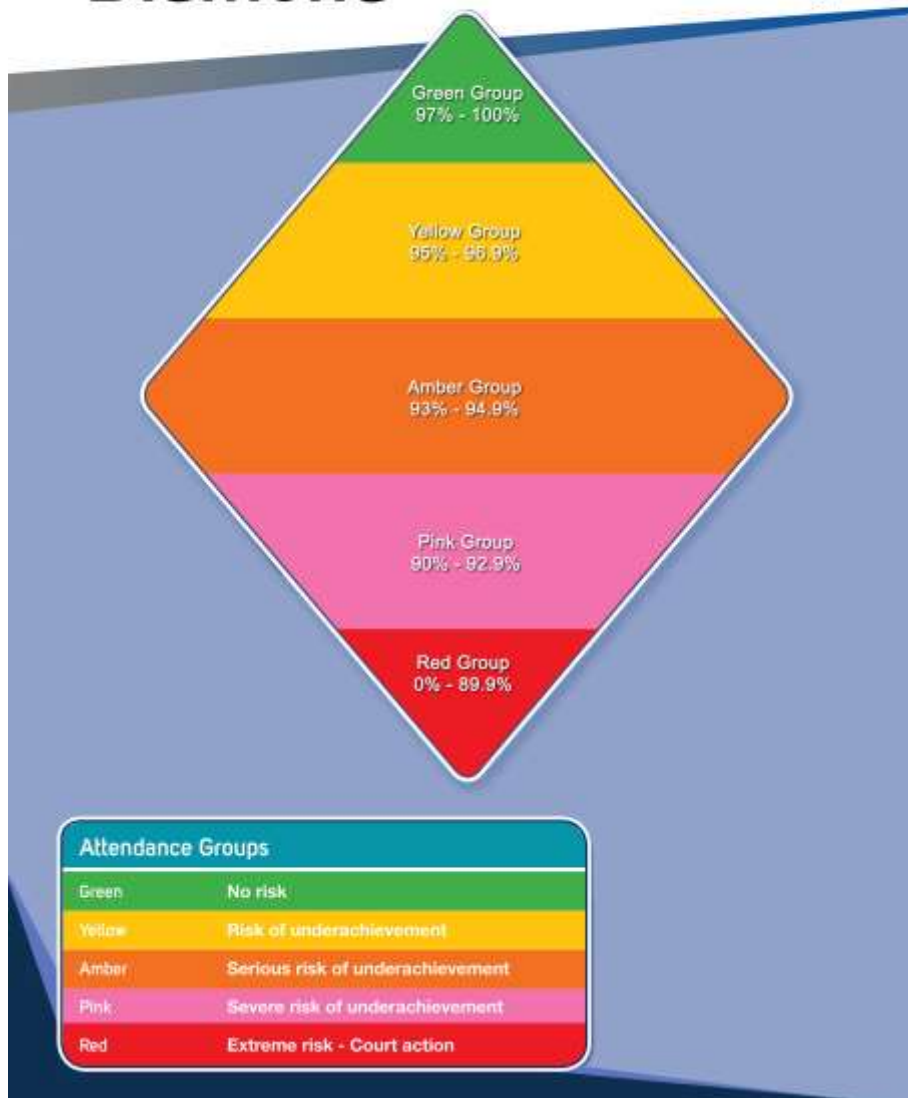 Green Group
97% - 100%
Yellow Group
95% - 96.9%
Amber Group
93% - 94.9%
Pink Group
90% - 92.9%
Red Group
0% - 89.9%
Attendance Groups
Green No risk
Yellow Risk of underachievement
Amber Serious risk of underachievement
Pink Severe risk of underachievement
Red Extreme risk - Court action